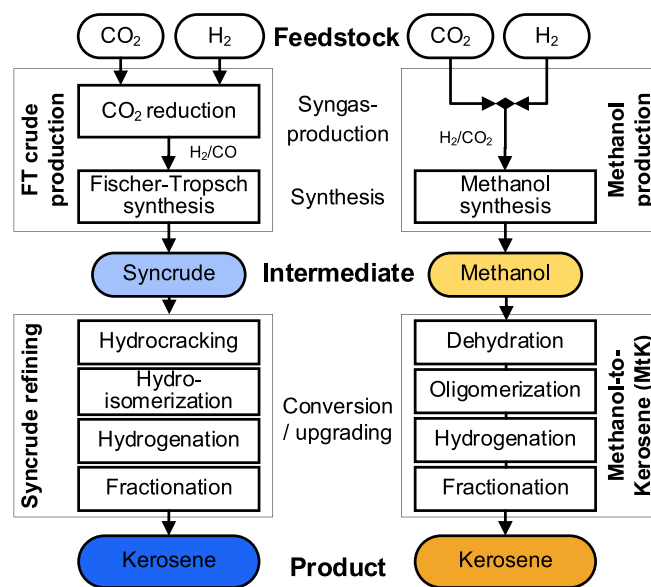 CO₂
H₂
Feedstock
CO₂
H₂
FT crude
production
CO₂ reduction
H₂/CO
Fischer-Tropsch
synthesis
Syngas-
production
Synthesis
H₂/CO₂
Methanol
synthesis
Methanol
production
Syncrude
Intermediate
Methanol
Syncrude refining
Hydrocracking
Hydro-
isomerization
Hydrogenation
Fractionation
Conversion
/ upgrading
Dehydration
Oligomerization
Hydrogenation
Fractionation
Methanol-to-
Kerosene (MtK)
Kerosene
Product
Kerosene